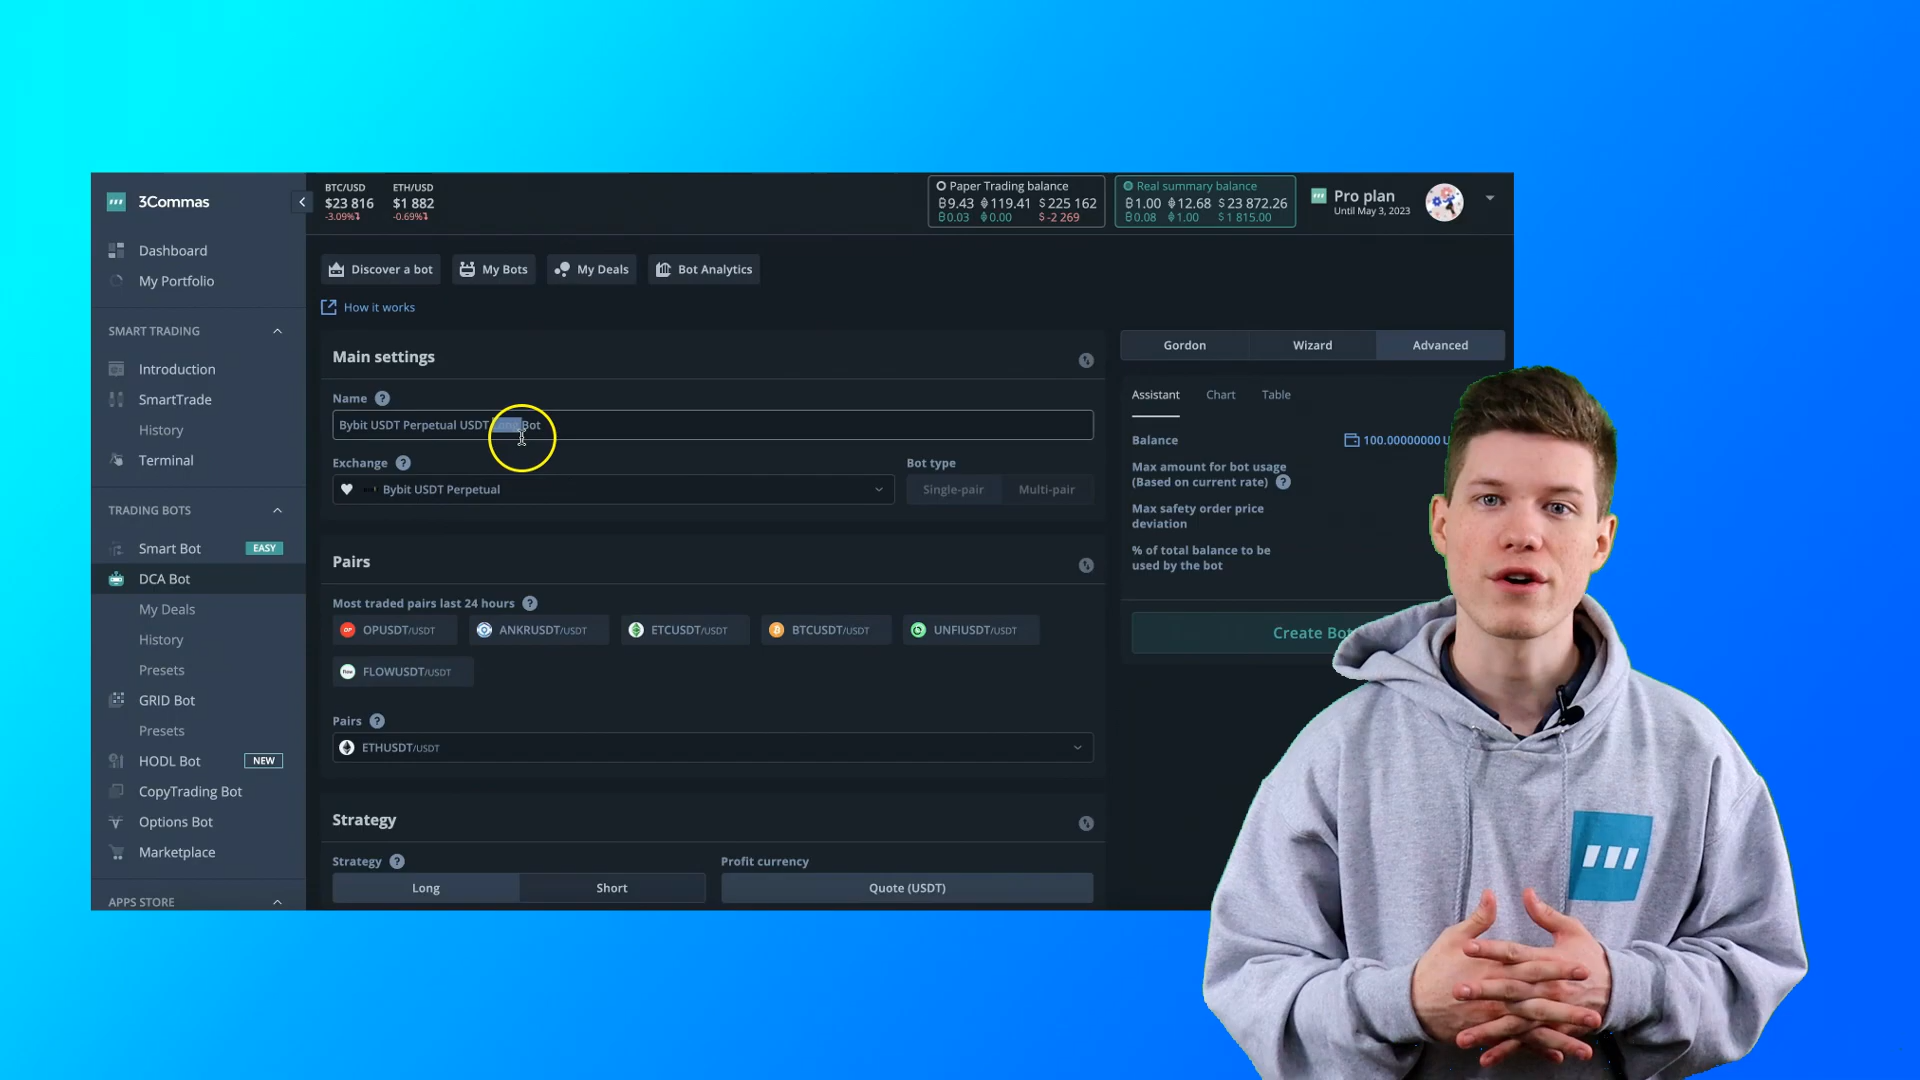 3Commas
BTC/USD
$23 816
-3.09%
ETH/USD
$1 882
-0.69%
Paper Trading balance
฿9.43 119.41 $ 225 162
฿0.03 0.00 $ -2 269
Real summary balance
฿1.00 12.68 $ 23 872.26
฿0.08 1.00 $ 1 815.00
Pro plan
Until May 3, 2023
Dashboard
My Portfolio
SMART TRADING
Introduction
SmartTrade
History
Terminal
TRADING BOTS
Smart Bot EASY
DCA Bot
My Deals
History
Presets
GRID Bot
Presets
HODL Bot NEW
CopyTrading Bot
Options Bot
Marketplace
APPS STORE
Discover a bot
My Bots
My Deals
Bot Analytics
How it works
Main settings
Name ?
Bybit USDT Perpetual USDT Long Bot
Exchange ?
Bybit USDT Perpetual
Bot type
Single-pair
Multi-pair
Pairs
Most traded pairs last 24 hours ?
OPUSDT/USDT
ANKRUSDT/USDT
ETCUSDT/USDT
BTCUSDT/USDT
UNFIUSDT/USDT
FLOWUSDT/USDT
Pairs ?
ETHUSDT/USDT
Strategy
Strategy ?
Long
Short
Profit currency
Quote (USDT)
Gordon
Wizard
Advanced
Assistant
Chart
Table
Balance
100.00000000
Max amount for bot usage
(Based on current rate) ?
Max safety order price
deviation
% of total balance to be
used by the bot
Create Bot